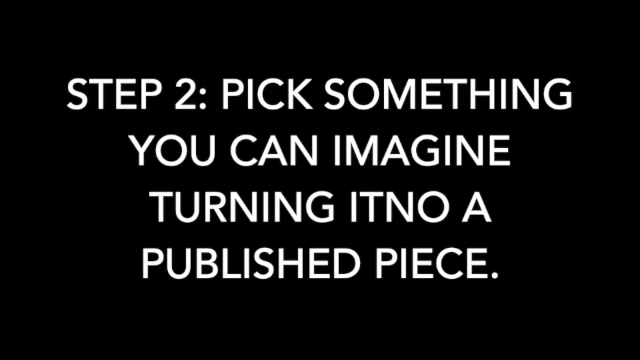 STEP 2: PICK SOMETHING
YOU CAN IMAGINE
TURNING ITNO A
PUBLISHED PIECE.